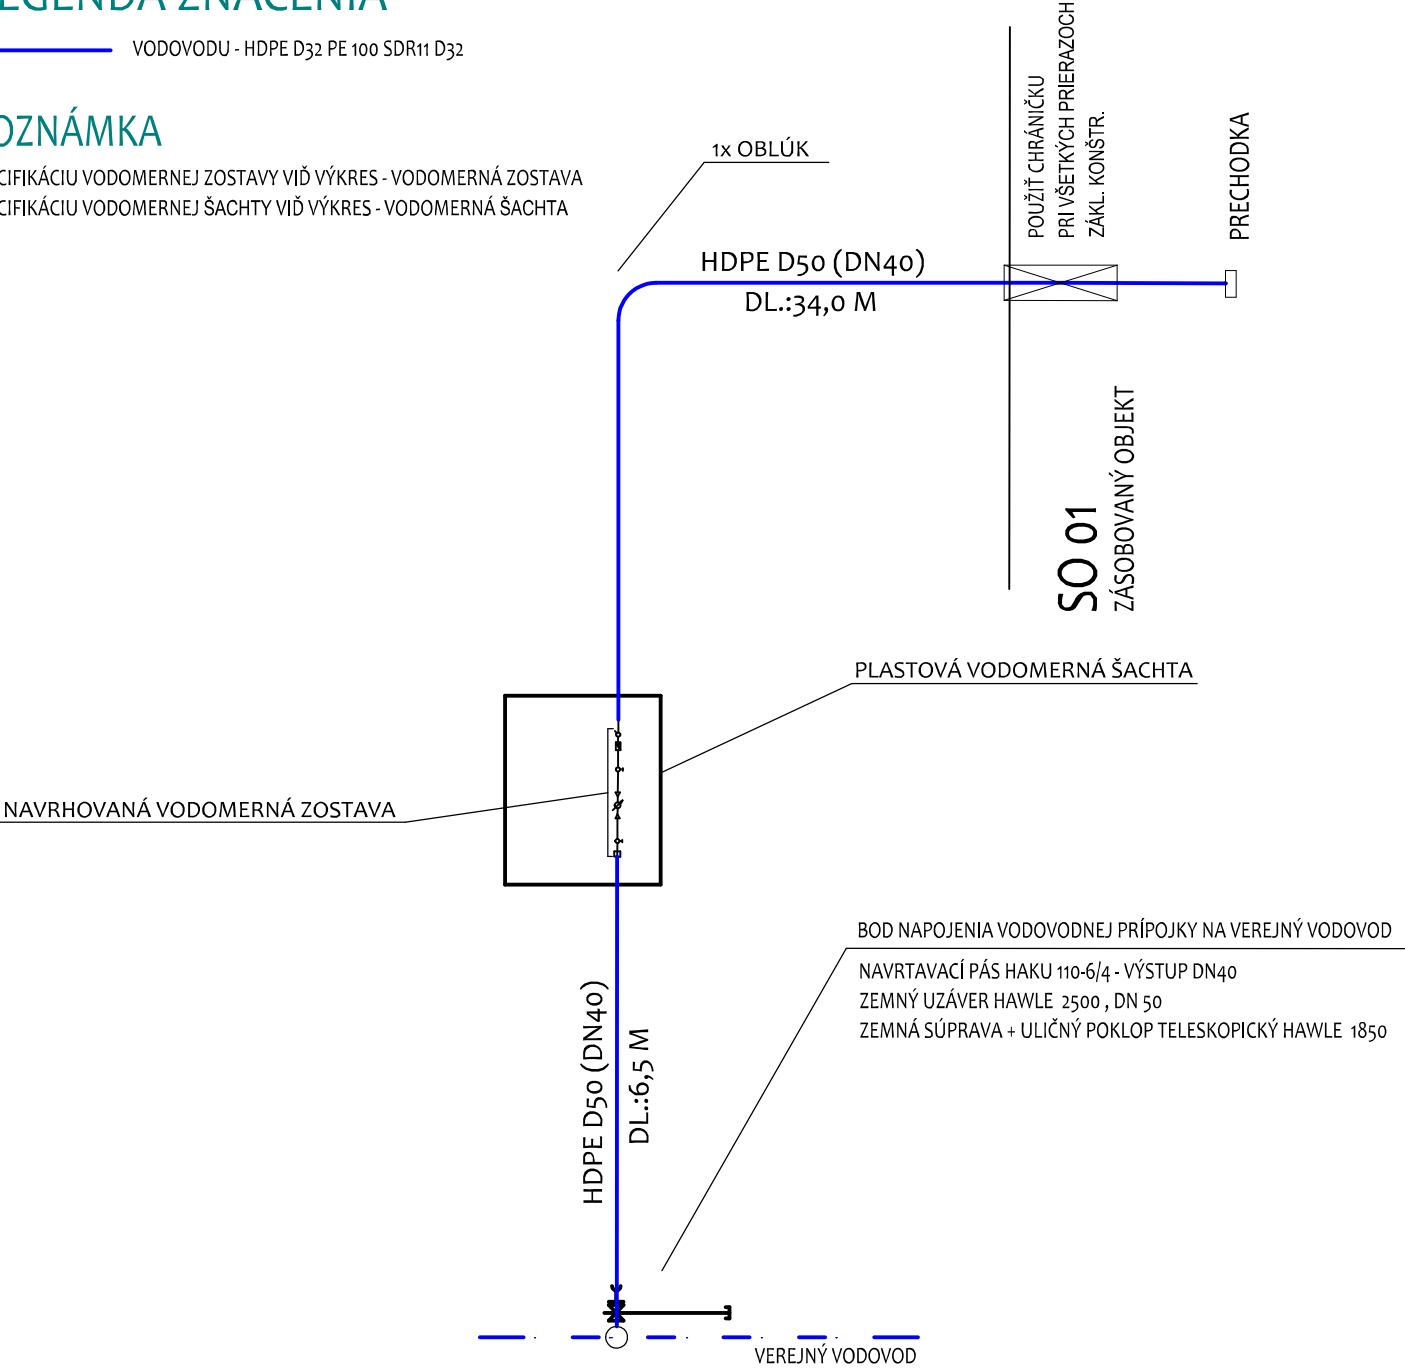 EGENDA ZNAČENIA
VODOVODU - HDPE D32 PE 100 SDR11 D32
OZNÁMKA
CIFIKÁCIU VODOMERNEJ ZOSTAVY VIĎ VÝKRES - VODOMERNÁ ZOSTAVA
CIFIKÁCIU VODOMERNEJ ŠACHTY VIĎ VÝKRES - VODOMERNÁ ŠACHTA
1x OBLÚK
POUŽIŤ CHRÁNIČKU
PRI VŠETKÝCH PRIERAZOCH
ZÁKL. KONŠTR.
PRECHODKA
HDPE D50 (DN40)
DL.:34,0 M
SO 01
ZÁSOBOVANÝ OBJEKT
PLASTOVÁ VODOMERNÁ ŠACHTA
NAVRHOVANÁ VODOMERNÁ ZOSTAVA
BOD NAPOJENIA VODOVODNEJ PRÍPOJKY NA VEREJNÝ VODOVOD
NAVRTAVACÍ PÁS HAKU 110-6/4 - VÝSTUP DN40
ZEMNÝ UZÁVER HAWLE 2500 , DN 50
ZEMNÁ SÚPRAVA + ULIČNÝ POKLOP TELESKOPICKÝ HAWLE 1850
HDPE D50 (DN40)
DL.:6,5 M
VEREJNÝ VODOVOD